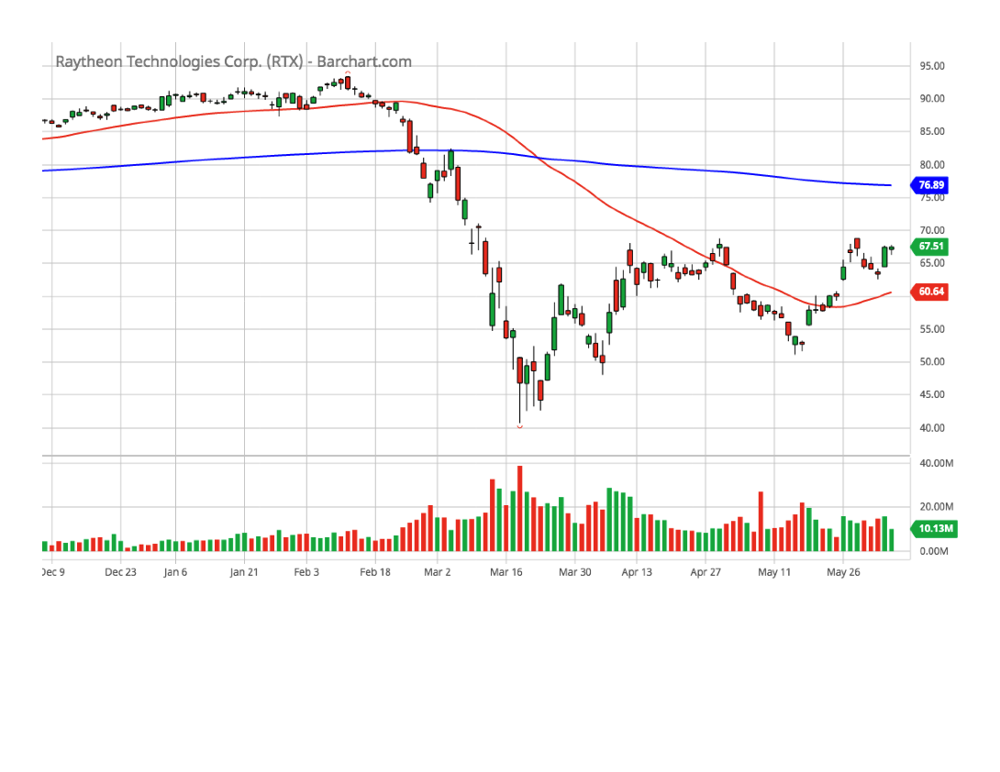 Raytheon Technologies Corp. (RTX) - Barchart.com
95.00
90.00
85.00
80.00
76.89
75.00
70.00
67.51
65.00
60.64
55.00
50.00
45.00
40.00
40.00M
20.00M
10.13M
0.00M
Dec 9 Dec 23 Jan 6 Jan 21 Feb 3 Feb 18 Mar 2 Mar 16 Mar 30 Apr 13 Apr 27 May 11 May 26